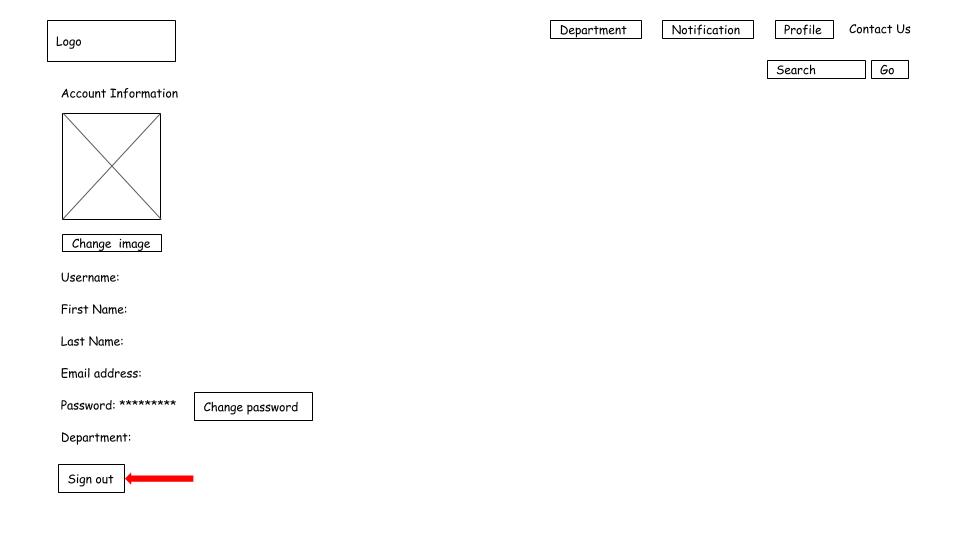 Logo
Department Notification Profile Contact Us
Search Go
Account Information
Change image
Username:
First Name:
Last Name:
Email address:
Password: ********* Change password
Department:
Sign out